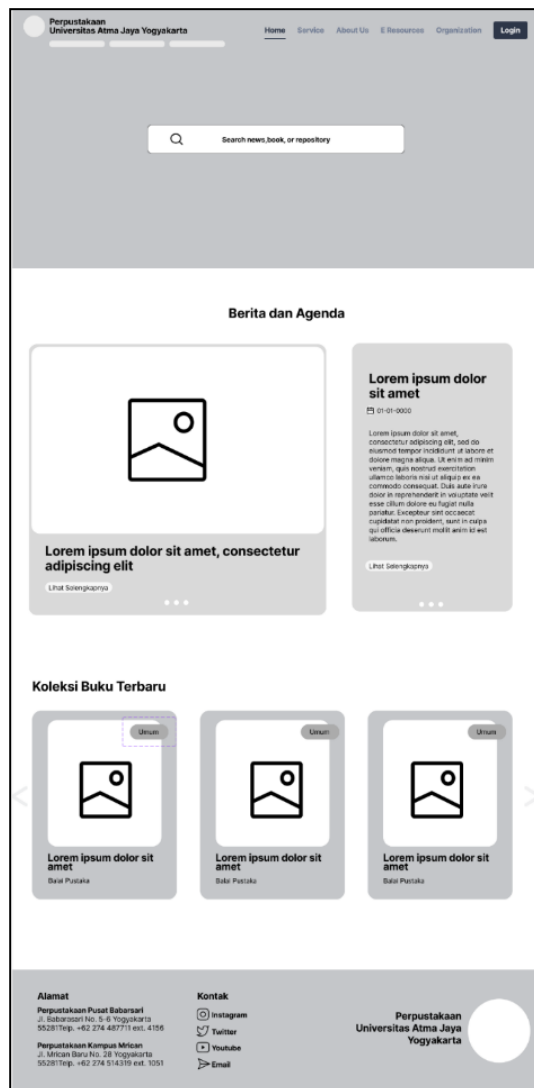 Perpustakaan
Universitas Atma Jaya Yogyakarta
Home Service About Us E Resources Organization Login
Search news,book, or repository
Berita dan Agenda
Lorem ipsum dolor sit amet, consectetur
adipiscing elit
Lihat Selengkapnya
Lorem ipsum dolor
sit amet
01-01-0000
Lorem ipsum dolor sit amet,
consectetur adipiscing elit, sed do
eiusmod tempor incididunt ut labore et
dolore magna aliqua. Ut enim ad minim
veniam, quis nostrud exercitation
ullamco laboris nisi ut aliquip ex ea
commodo consequat. Duis aute irure
dolor in reprehenderit in voluptate velit
esse cillum dolore eu fugiat nulla
pariatur. Excepteur sint occaecat
cupidatat non proident, sunt in culpa
qui officia deserunt mollit anim id est
laborum.
Lihat Selengkapnya
Koleksi Buku Terbaru
Umum
Lorem ipsum dolor sit
amet
Balai Pustaka
Umum
Lorem ipsum dolor sit
amet
Balai Pustaka
Umum
Lorem ipsum dolor sit
amet
Balai Pustaka
Alamat
Perpustakaan Pusat Babarsari
Jl. Babarasari No. 5-6 Yogyakarta
55281Telp. +62 274 487711 ext. 4156
Perpustakaan Kampus Mrican
Jl. Mrican Baru No. 28 Yogyakarta
55281Telp. +62 274 514319 ext. 1051
Kontak
Instagram
Twitter
Youtube
Email
Perpustakaan
Universitas Atma Jaya
Yogyakarta